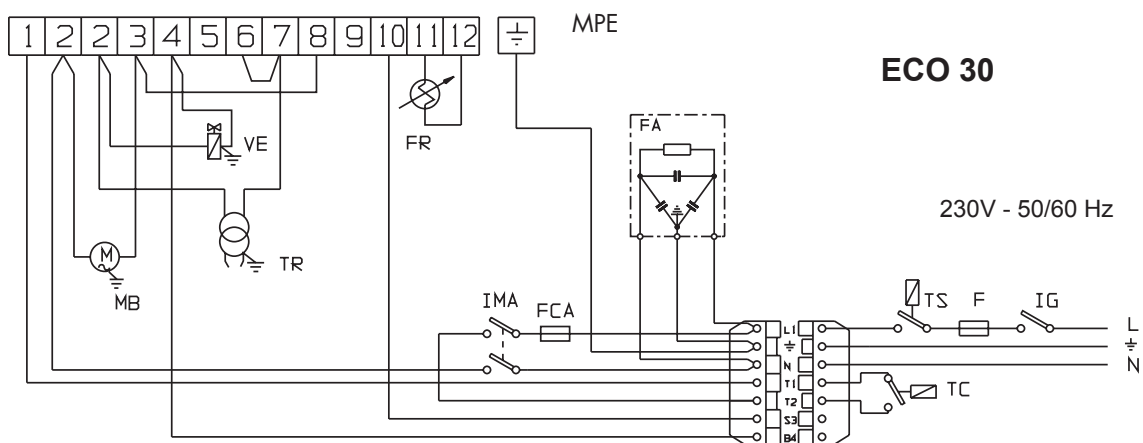 MPE
1 2 2 3 4 5 6 7 8 9 10 11 12
ECO 30
FA
FR
VE
230V - 50/60 Hz
TR
M
MB
IMA
FCA
TS F IG
L1
L
N
N
T1
T2
TC
S3
B4